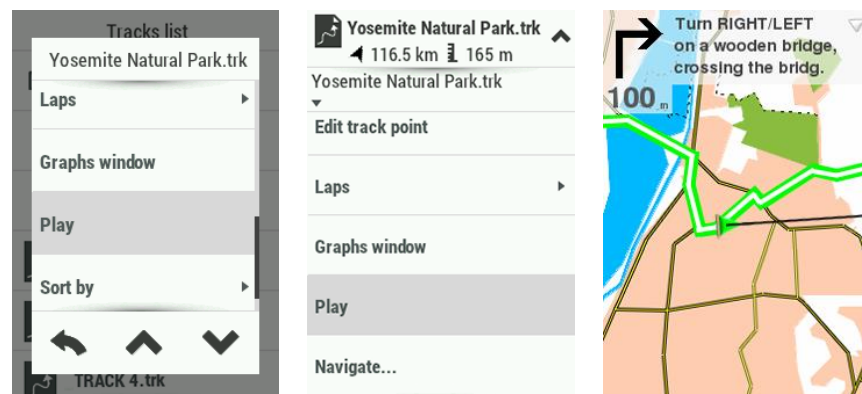 Tracks list
Yosemite Natural Park.trk
Laps
Graphs window
Play
Sort by
TRACK 4.trk
Yosemite Natural Park.trk
116.5 km 165 m
Yosemite Natural Park.trk
Edit track point
Laps
Graphs window
Play
Navigate...
Turn RIGHT/LEFT
on a wooden bridge,
crossing the bridg.
100 m